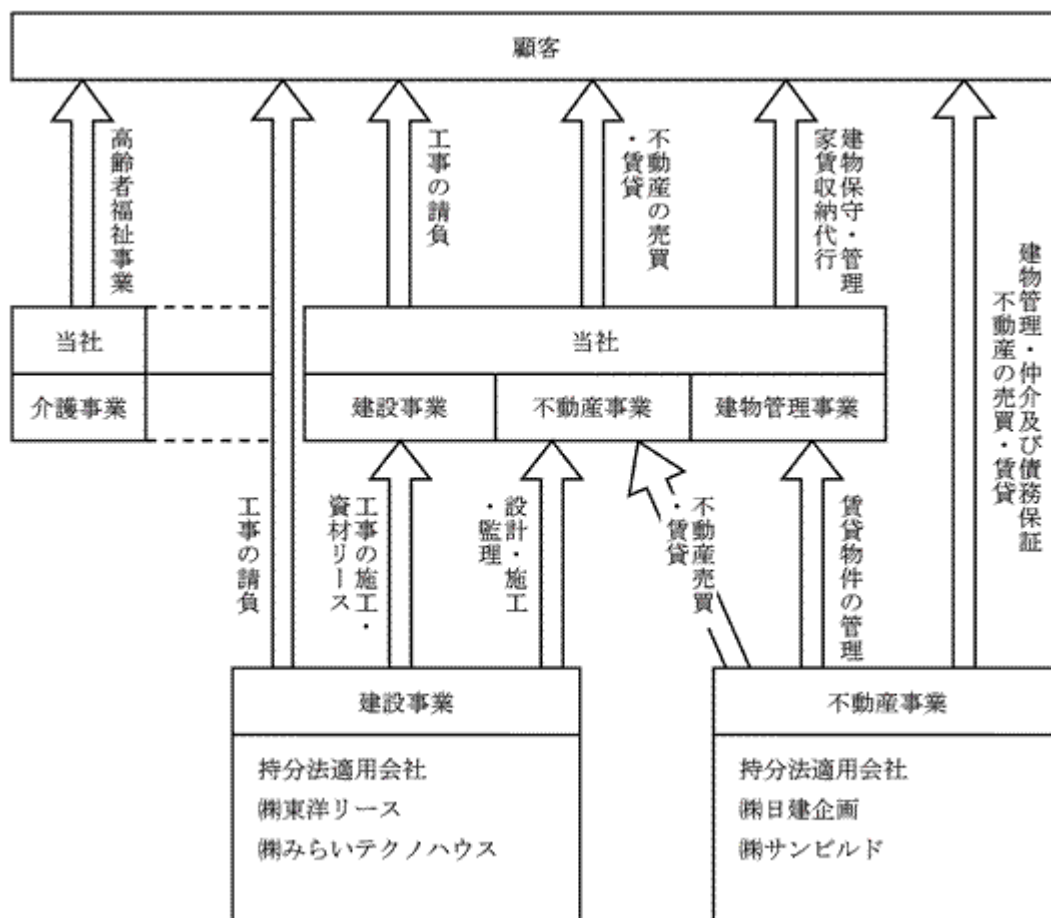 顧客
高齢者福祉事業
工事の請負
不動産の売買
・賃貸
建物保守・管理
家賃収納代行
建物管理・仲介及び債務保証
不動産の売買・賃貸
当社
介護事業
当社
建設事業
不動産事業
建物管理事業
工事の請負
工事の施工・
資材リース
設計・施工
・監理
不動産売買
・賃貸
賃貸物件の管理
建設事業
持分法適用会社
㈱東洋リース
㈱みらいテクノハウス
不動産事業
持分法適用会社
㈱日建企画
㈱サンビルド